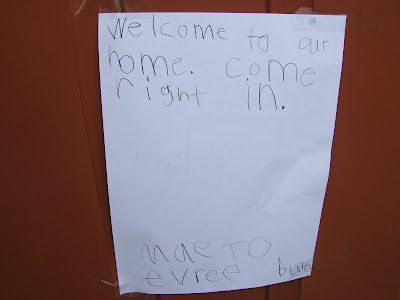 welcome to our
home. come
right in.
mae to
evree